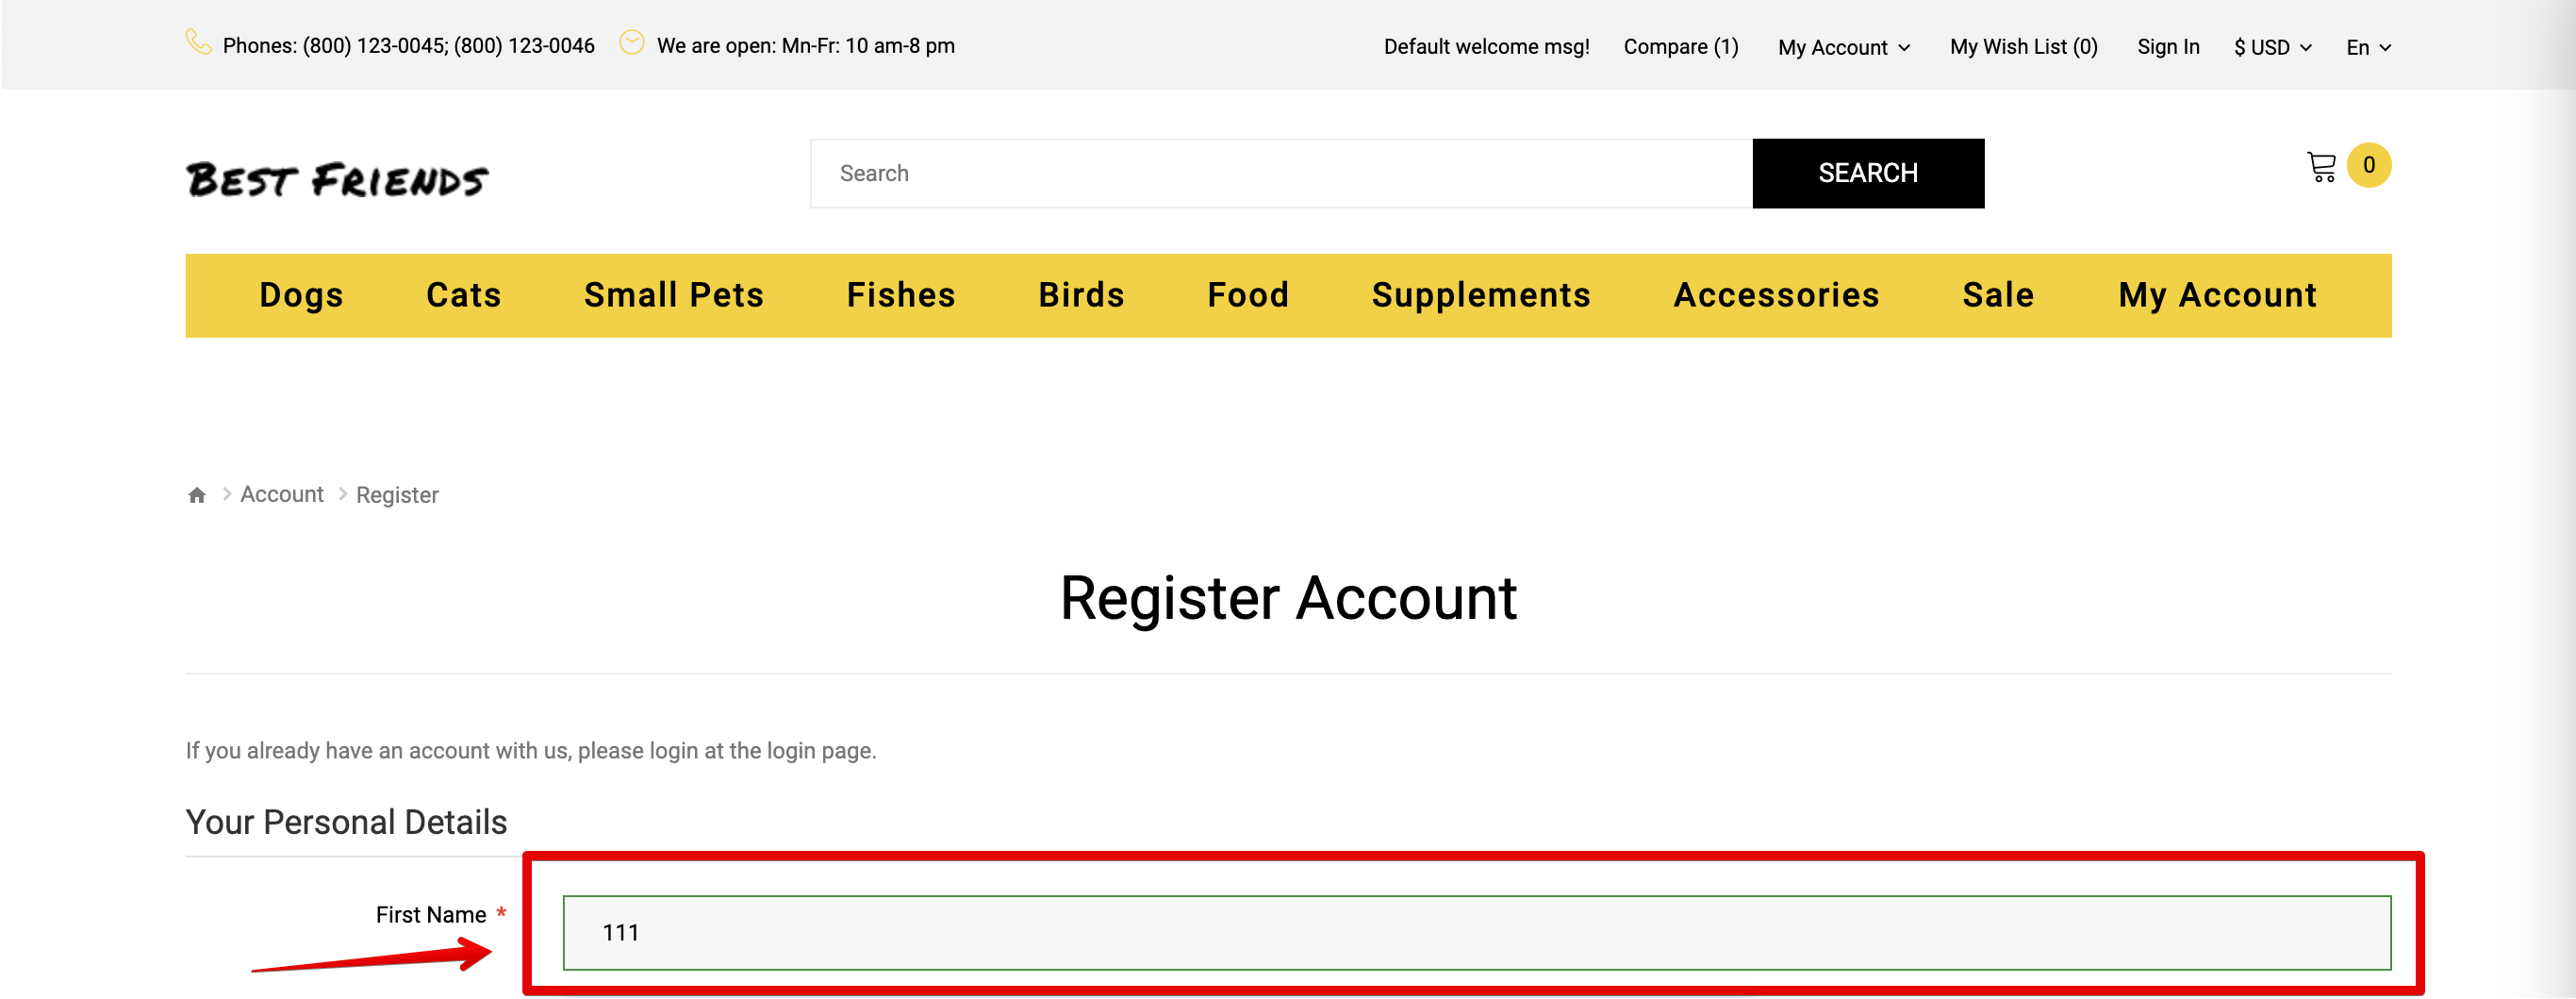 Phones: (800) 123-0045; (800) 123-0046 We are open: Mn-Fr: 10 am-8 pm Default welcome msg! Compare (1) My Account My Wish List (0) Sign In $ USD En
BEST FRIENDS Search SEARCH 0
Dogs Cats Small Pets Fishes Birds Food Supplements Accessories Sale My Account
Account Register
Register Account
If you already have an account with us, please login at the login page.
Your Personal Details
First Name *
111